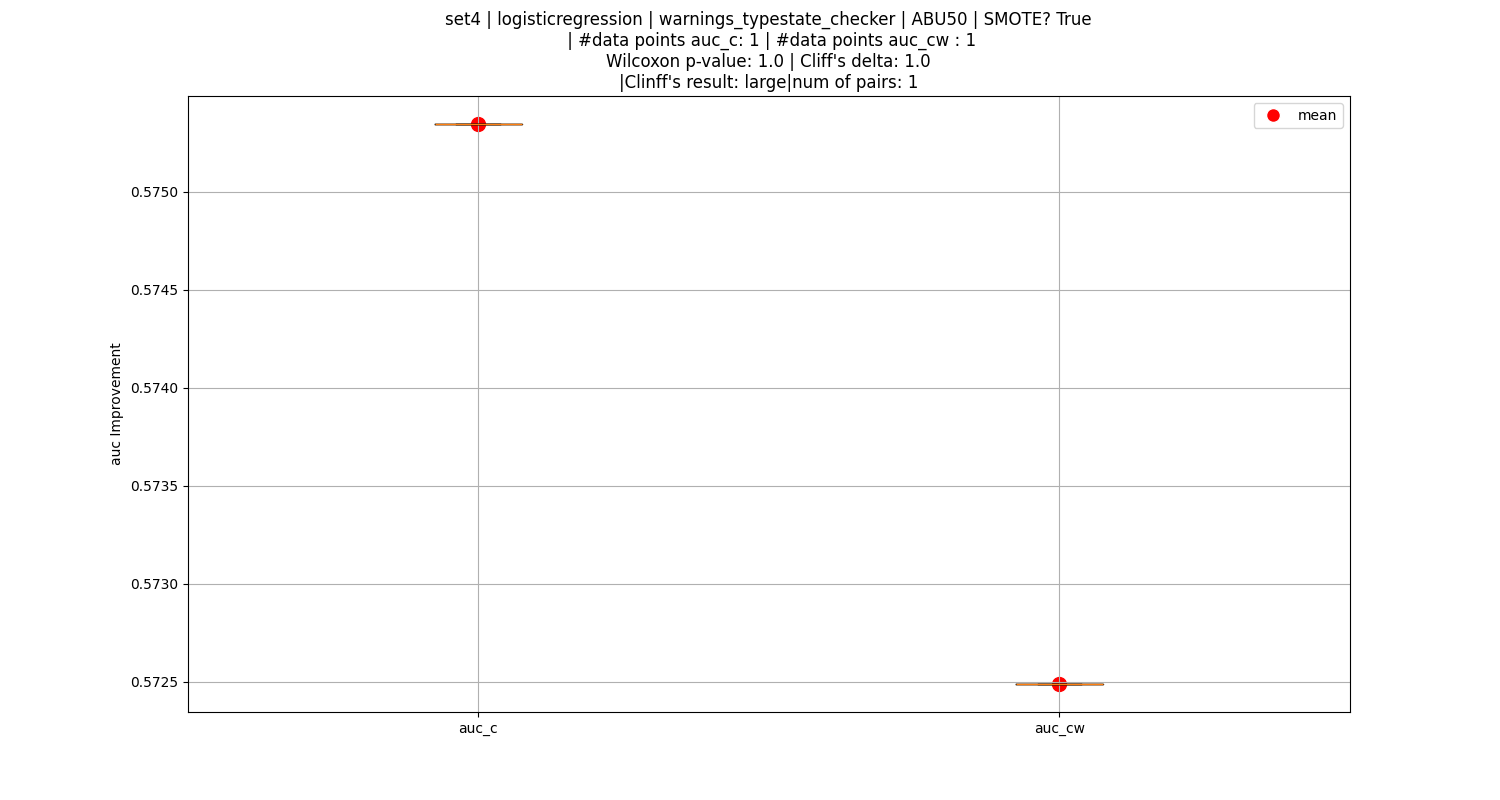 set4 | logisticregression | warnings_typestate_checker | ABU50 | SMOTE? True
| #data points auc_c: 1 | #data points auc_cw : 1
Wilcoxon p-value: 1.0 | Cliff's delta: 1.0
|Clinff's result: large|num of pairs: 1
mean
0.5750
0.5745
0.5740
0.5735
0.5730
0.5725
auc Improvement
auc_c
auc_cw